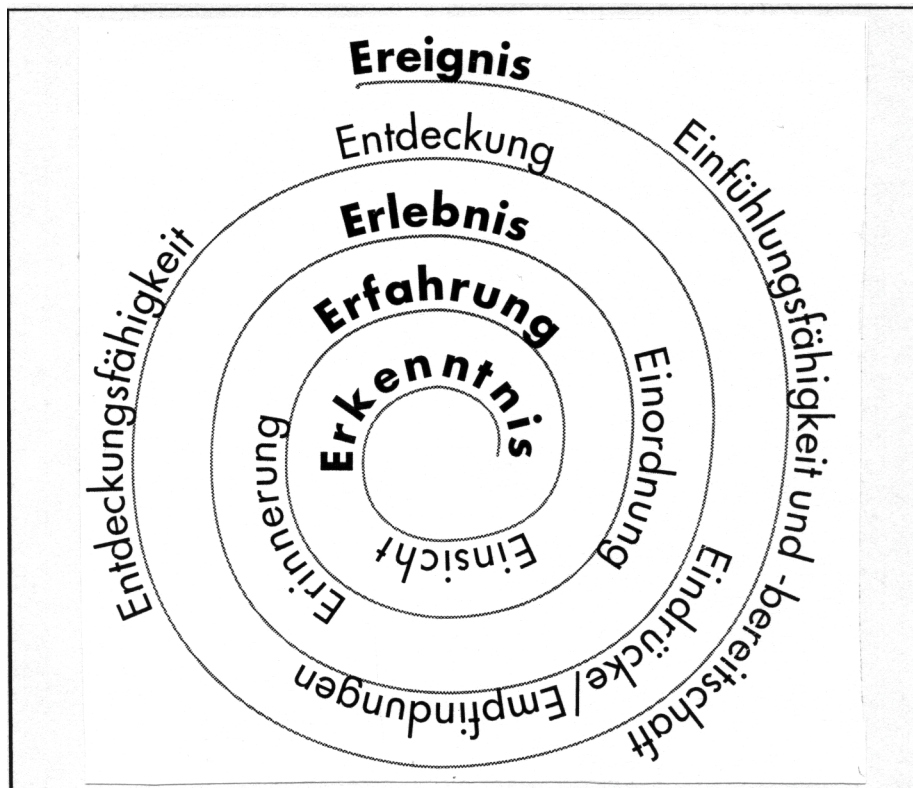 Ereignis
Einfühlungsfähigkeit und -bereitschaft
Entdeckungsfähigkeit
Entdeckung
Eindrücke/Empfindungen
Erlebnis
Einordnung
Erinnerung
Erfahrung
Einsicht
Erkenntnis